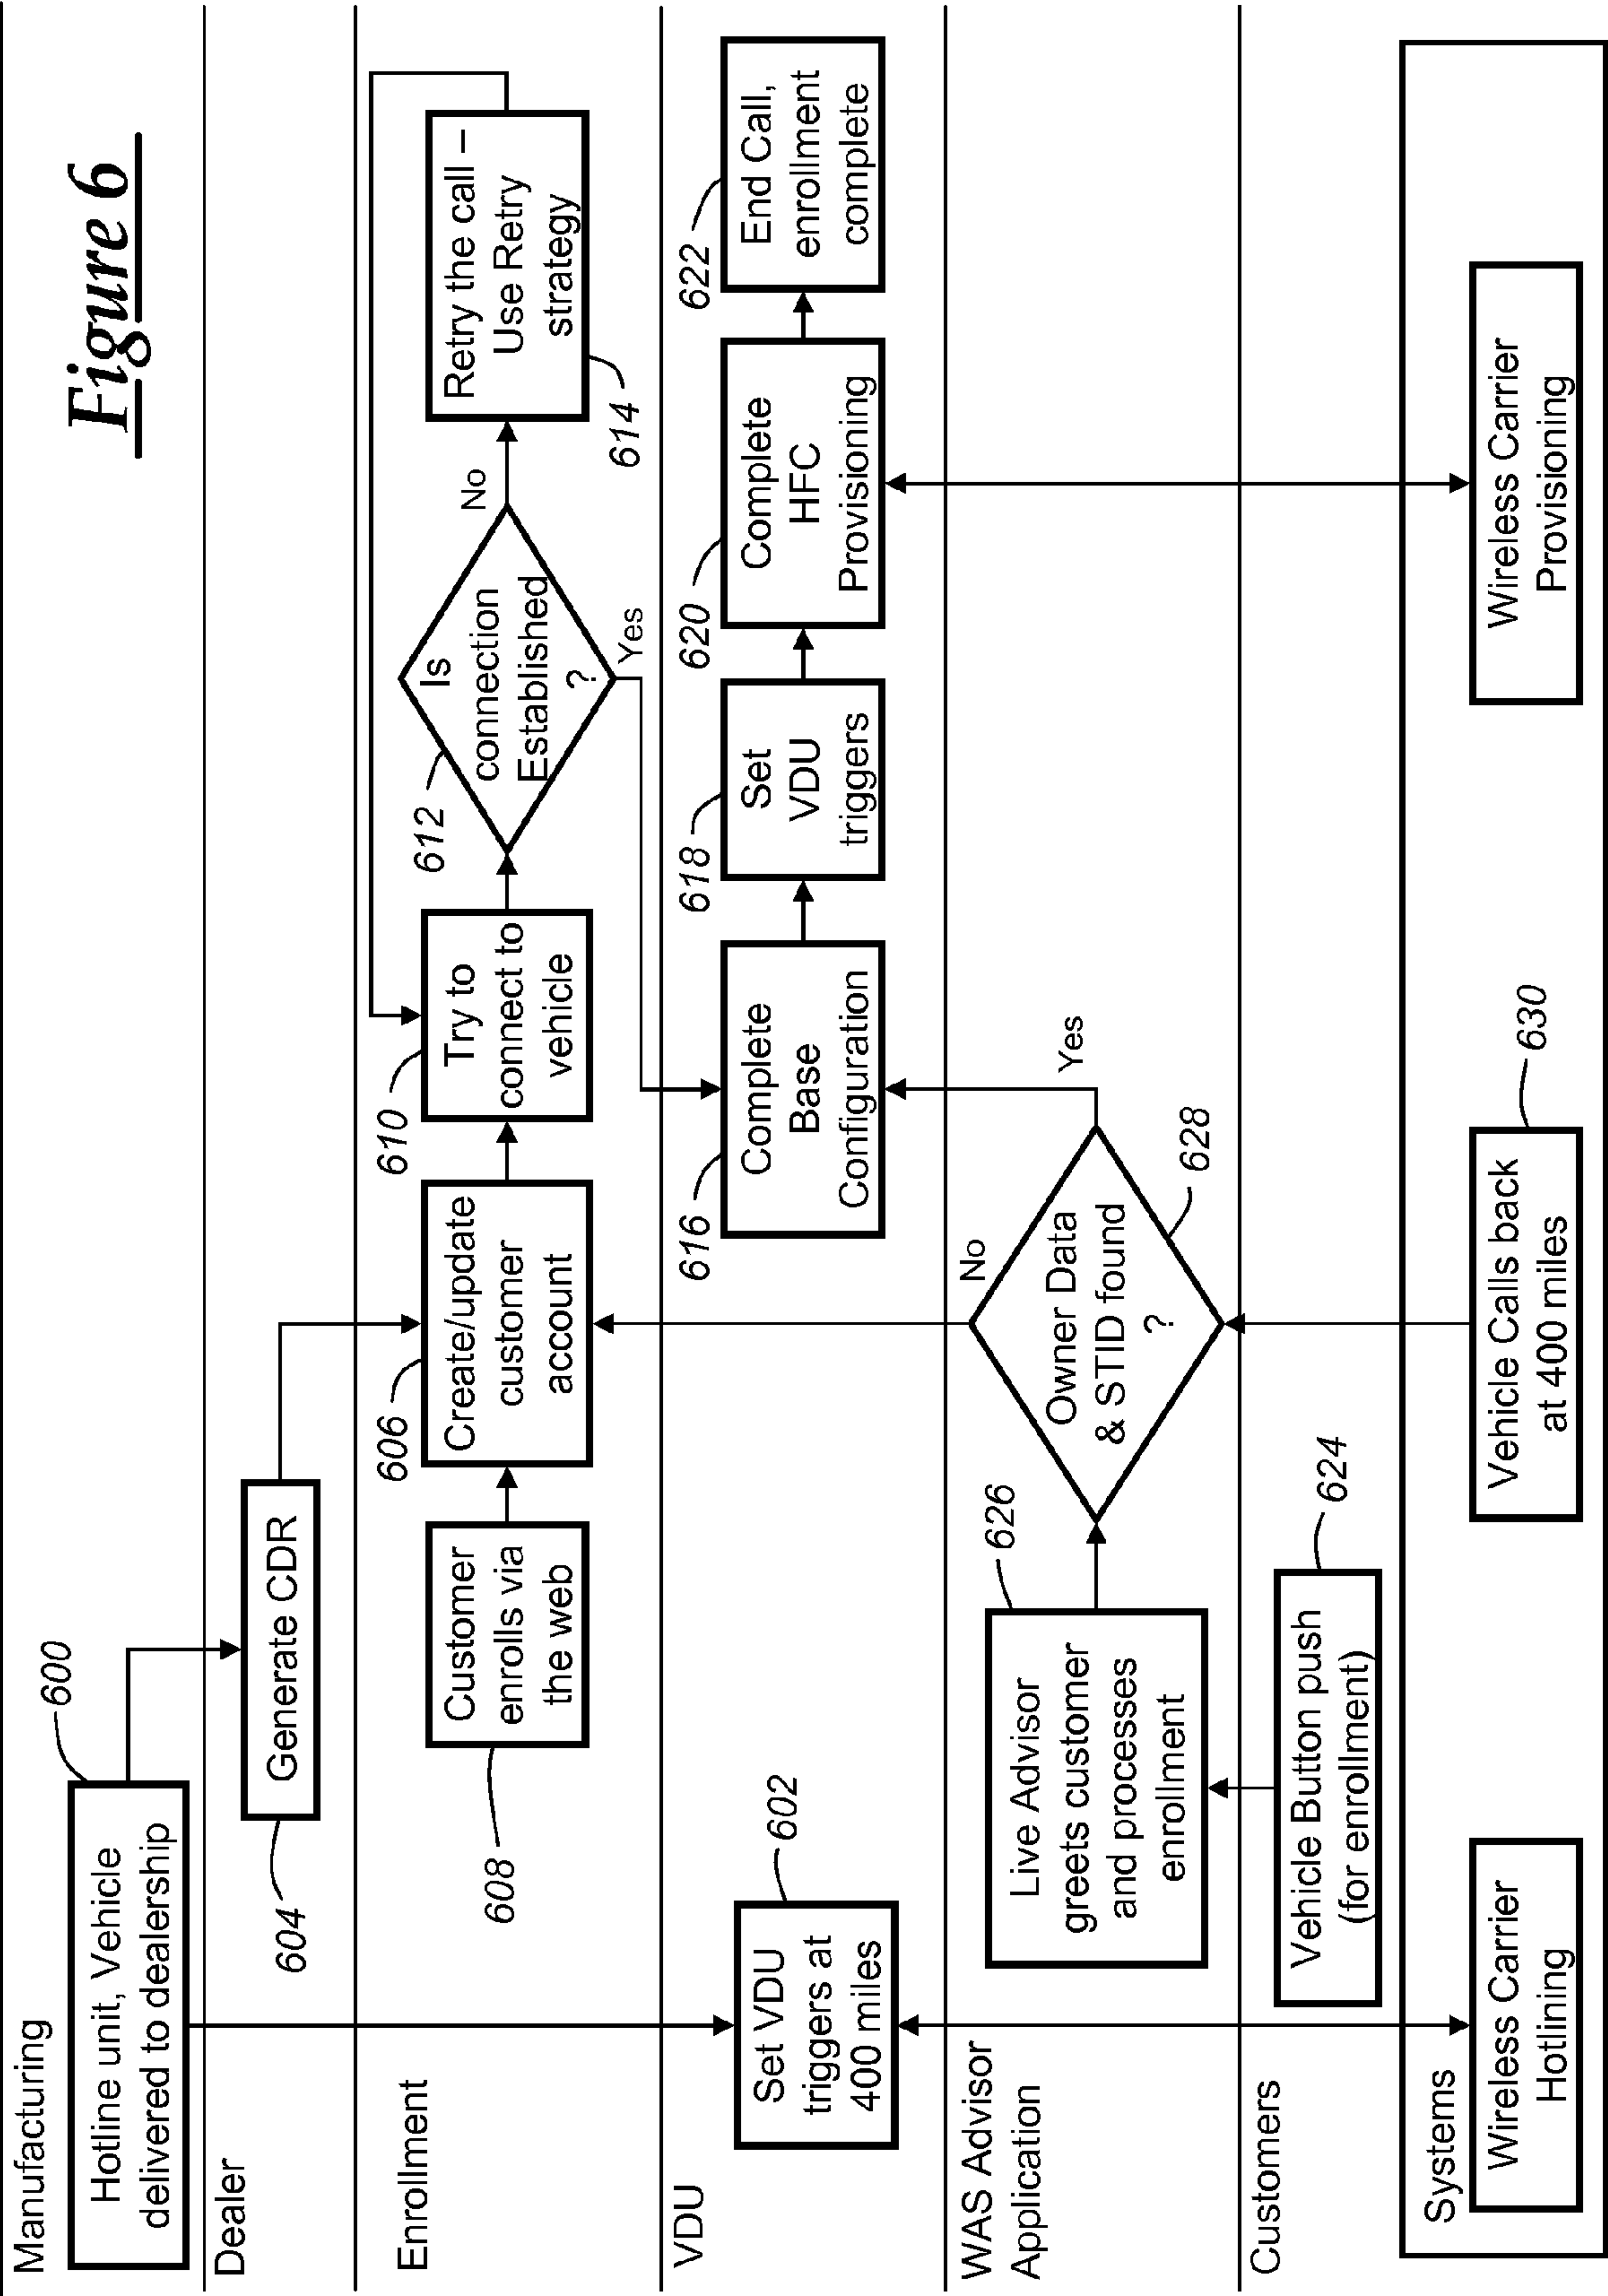 Figure 6
Manufacturing
Hotline unit, Vehicle
delivered to dealership
600
Dealer
604
Generate CDR
Enrollment
608
Customer
enrolls via
the web
606
Create/update
customer
account
610
Try to
connect to
vehicle
612
Is
connection
Established
?
No
Yes
Retry the call –
Use Retry
strategy
614
VDU
Set VDU
triggers at
400 miles
602
616
Complete
Base
Configuration
618
Set
VDU
triggers
620
Complete
HFC
Provisioning
622
End Call,
enrollment
complete
WAS Advisor
Application
Live Advisor
greets customer
and processes
enrollment
626
Owner Data
& STID found
?
No
Yes
628
Customers
Vehicle Button push
(for enrollment)
624
Systems
Wireless Carrier
Hotlining
Vehicle Calls back
at 400 miles
630
Wireless Carrier
Provisioning